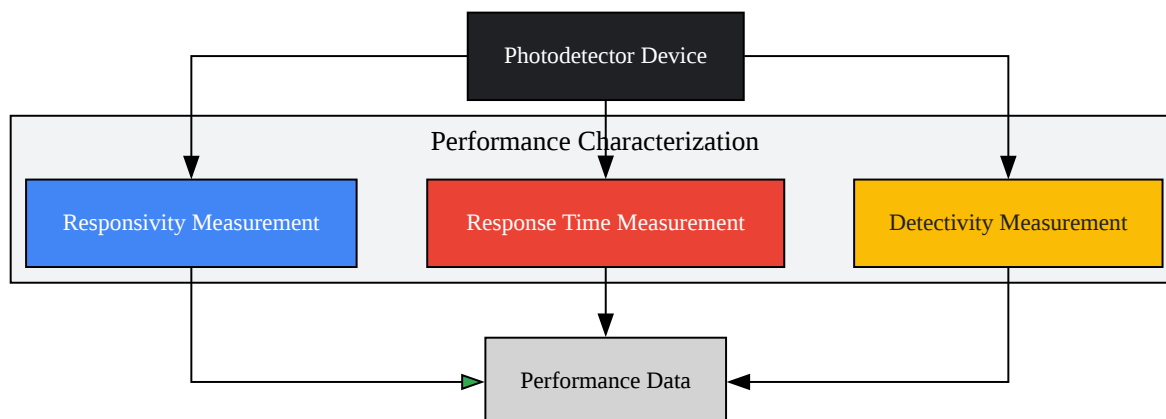 Photodetector Device
Performance Characterization
Responsivity Measurement
Response Time Measurement
Detectivity Measurement
Performance Data